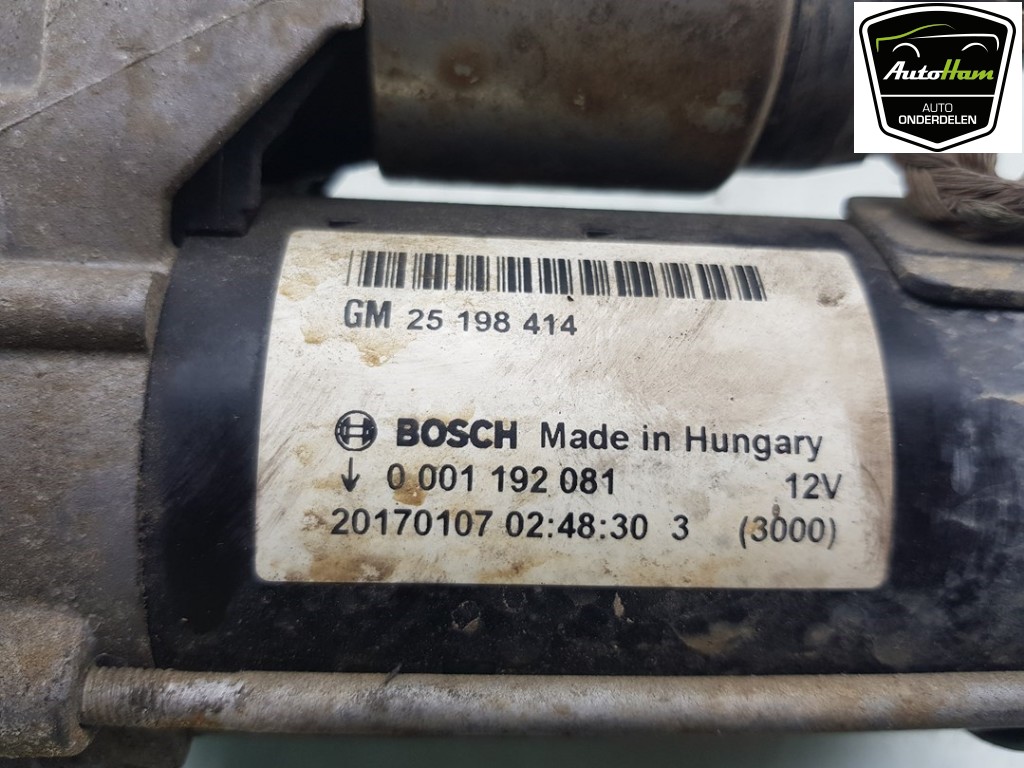 AutoHam
AUTO
ONDERDELEN
GM 25 198 414
BOSCH Made in Hungary
↓ 0 001 192 081 12V
20170107 02:48:30 3 (3000)